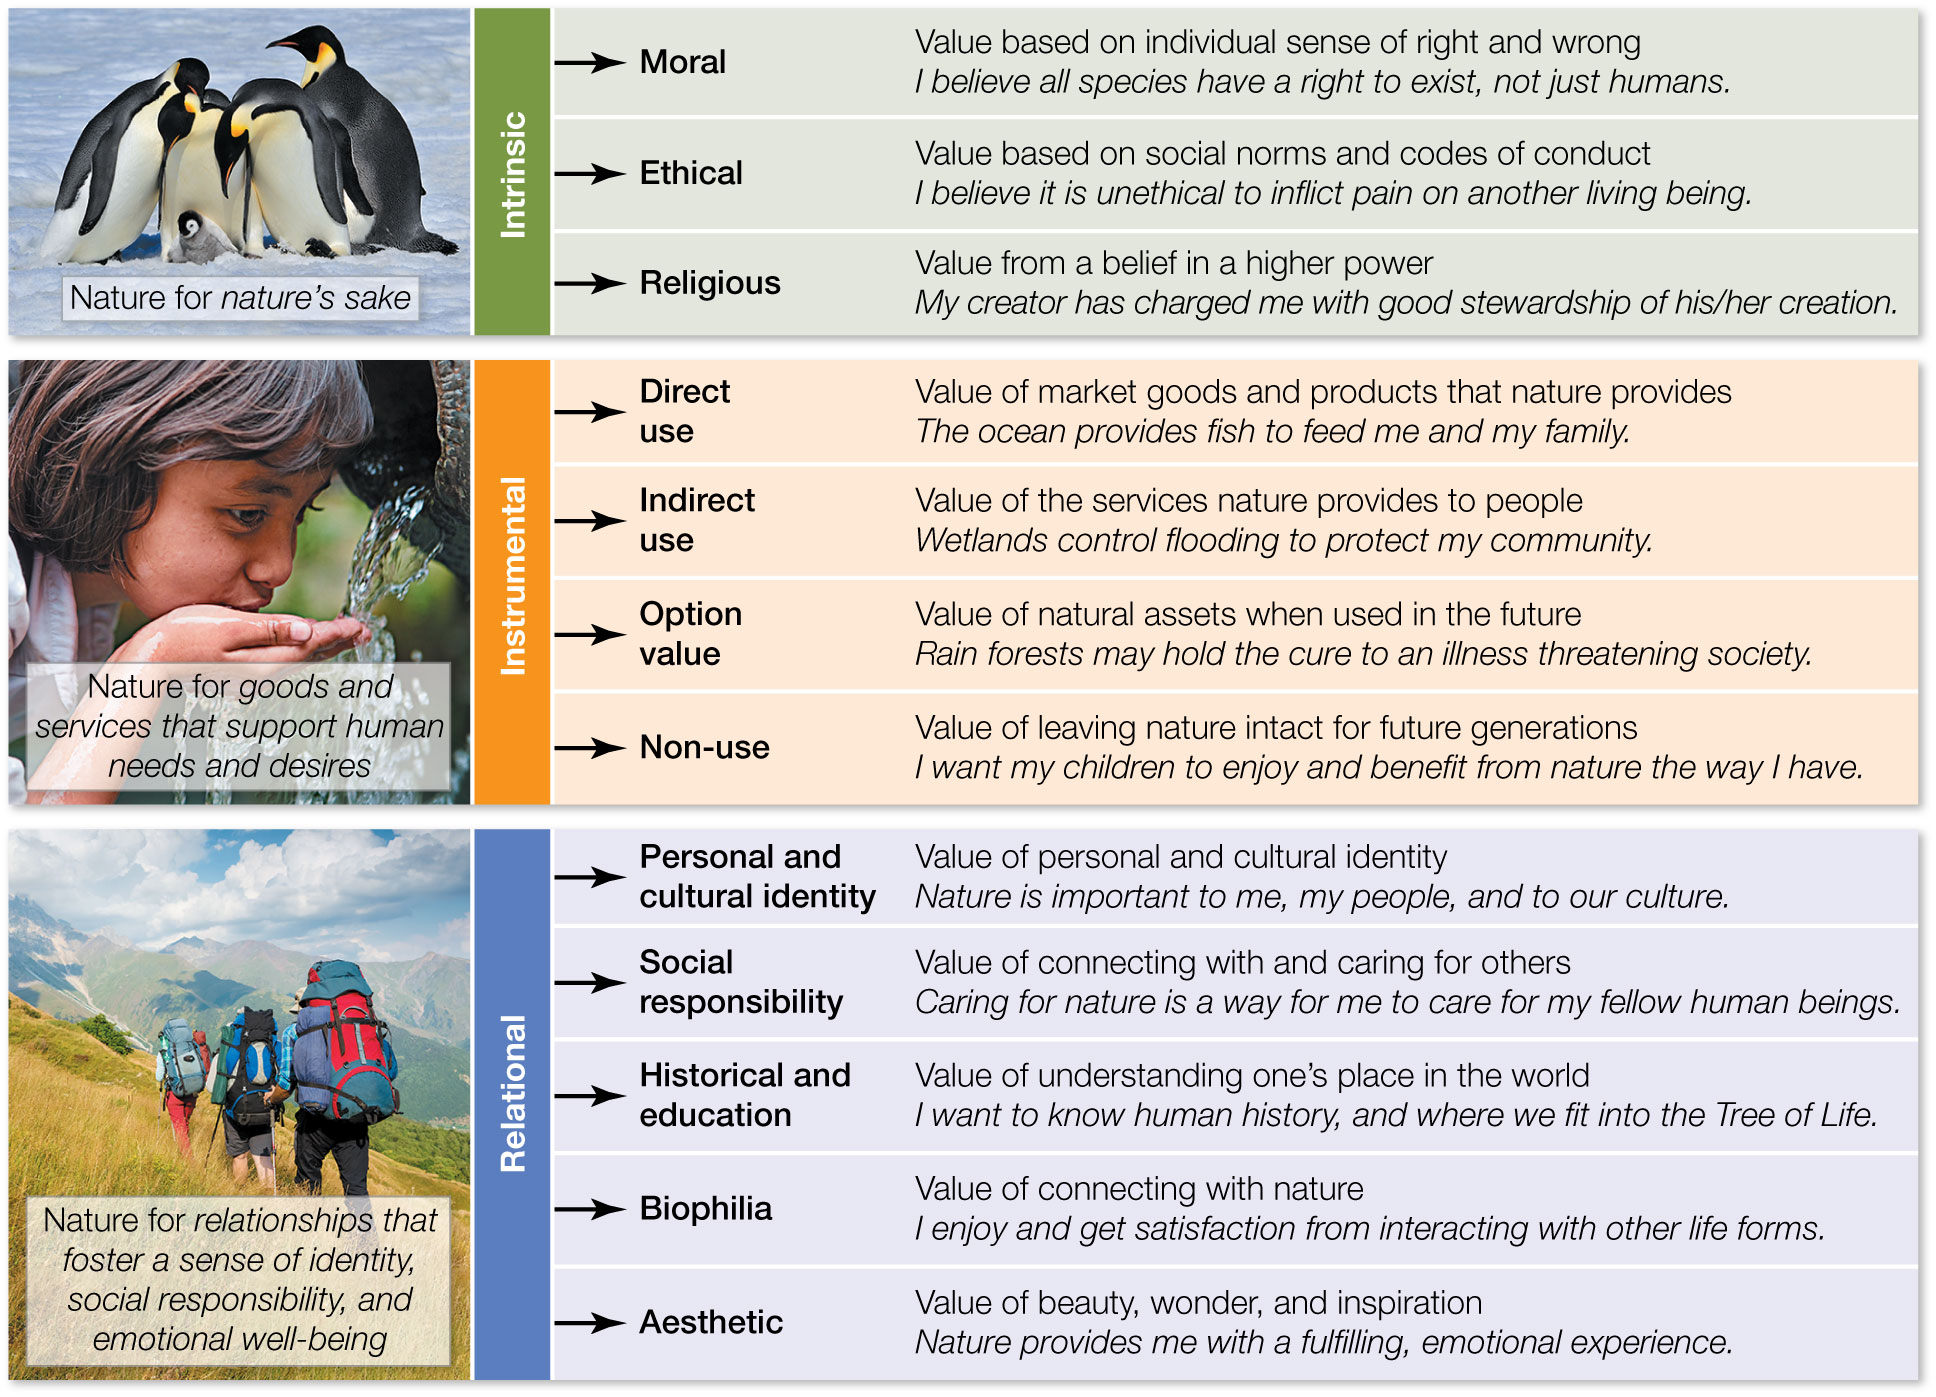 Nature for nature’s sake
Intrinsic
Moral
Value based on individual sense of right and wrong
I believe all species have a right to exist, not just humans.
Ethical
Value based on social norms and codes of conduct
I believe it is unethical to inflict pain on another living being.
Religious
Value from a belief in a higher power
My creator has charged me with good stewardship of his/her creation.
Nature for goods and
services that support human
needs and desires
Instrumental
Direct
use
Value of market goods and products that nature provides
The ocean provides fish to feed me and my family.
Indirect
use
Value of the services nature provides to people
Wetlands control flooding to protect my community.
Option
value
Value of natural assets when used in the future
Rain forests may hold the cure to an illness threatening society.
Non-use
Value of leaving nature intact for future generations
I want my children to enjoy and benefit from nature the way I have.
Nature for relationships that
foster a sense of identity,
social responsibility, and
emotional well-being
Relational
Personal and
cultural identity
Value of personal and cultural identity
Nature is important to me, my people, and to our culture.
Social
responsibility
Value of connecting with and caring for others
Caring for nature is a way for me to care for my fellow human beings.
Historical and
education
Value of understanding one’s place in the world
I want to know human history, and where we fit into the Tree of Life.
Biophilia
Value of connecting with nature
I enjoy and get satisfaction from interacting with other life forms.
Aesthetic
Value of beauty, wonder, and inspiration
Nature provides me with a fulfilling, emotional experience.